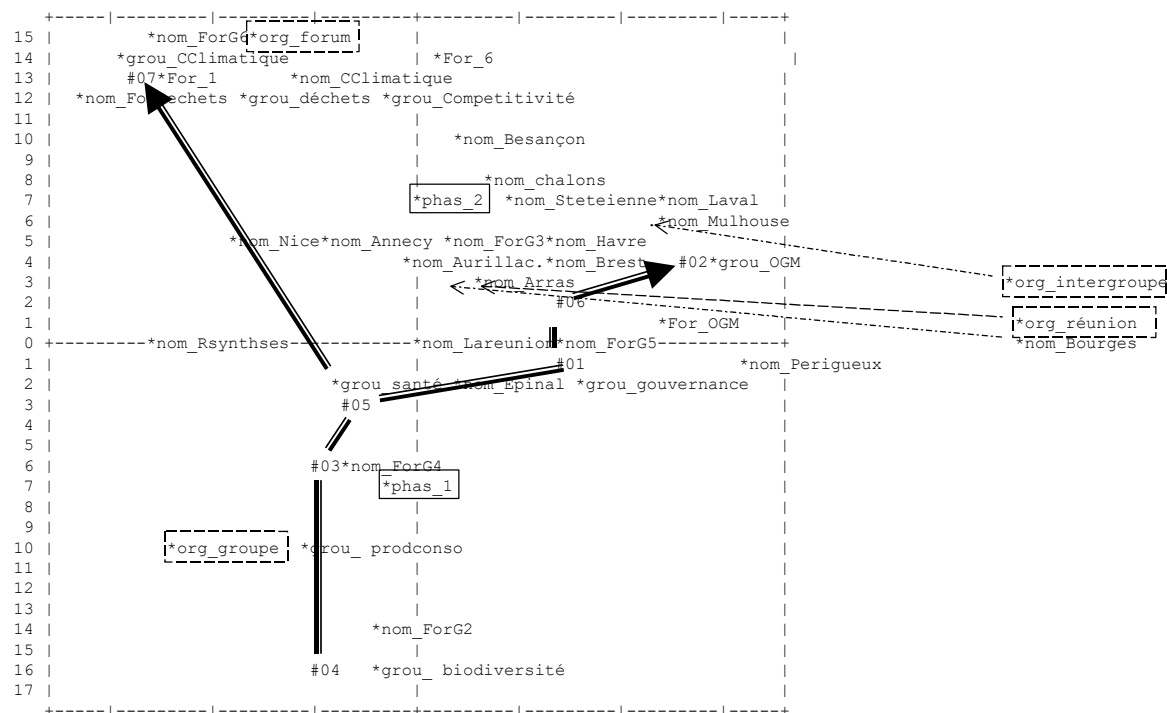 +-----|---------|---------|---------+---------|---------|---------|-----+
15 | *nom_ForG6*org_forum | |
14 | *grou_CClimatique | *For_6 |
13 | #07*For_1 *nom_CClimatique |
12 | *nom_Fo echets *grou_déchets *grou_Competitivité |
11 | | |
10 | | *nom_Besançon |
9 | | |
8 | | *nom_chalons |
7 | *phas_2 *nom_Steteienne*nom_Laval
6 | | *nom_Mulhouse
5 | *nom_Nice*nom_Annecy *nom_ForG3*nom_Havre |
4 | *nom_Aurillac.*nom_Brest #02*grou_OGM
3 | | *nom_Arras | *org_intergroupe
2 | | #06 |
1 | | *For_OGM | *org_réunion
0 +---------*nom_Rsynthses-----------*nom_Lareunion*nom_ForG5------------+ *nom_Bourges
1 | | #01 *nom_Perigueux
2 | *grou_santé *nom_Epinal *grou_gouvernance |
3 | #05 | |
4 | | |
5 | | |
6 | #03*nom_ForG4 |
7 | *phas_1 |
8 | | |
9 | | |
10 | *org_groupe *grou_ prodconso |
11 | | |
12 | | |
13 | | |
14 | *nom_ForG2 |
15 | | |
16 | #04 *grou_ biodiversité |
17 | | |
+-----|---------|---------|---------+---------|---------|---------|-----+